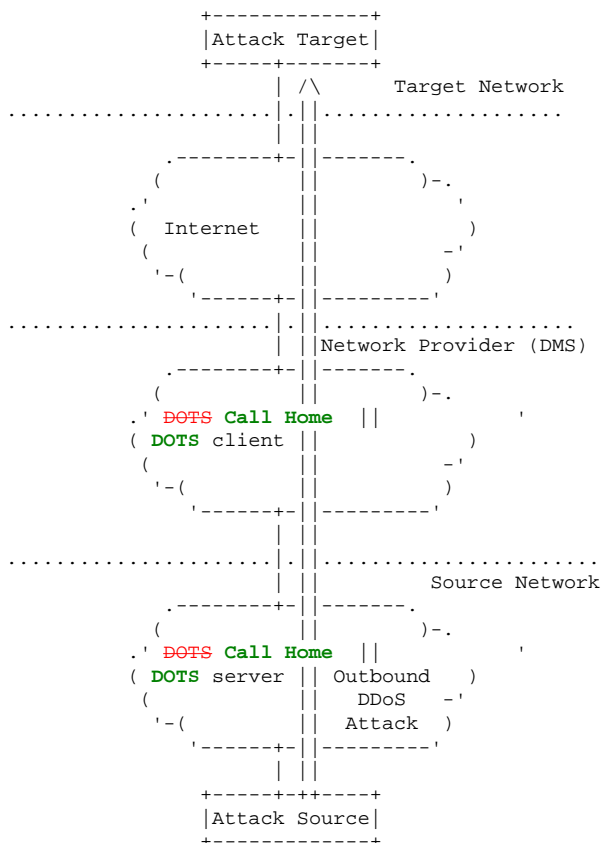 Attack Target
Target Network
Internet
Network Provider (DMS)
DOTS Call Home
DOTS client
Source Network
DOTS Call Home
DOTS server Outbound
DDoS
Attack
Attack Source